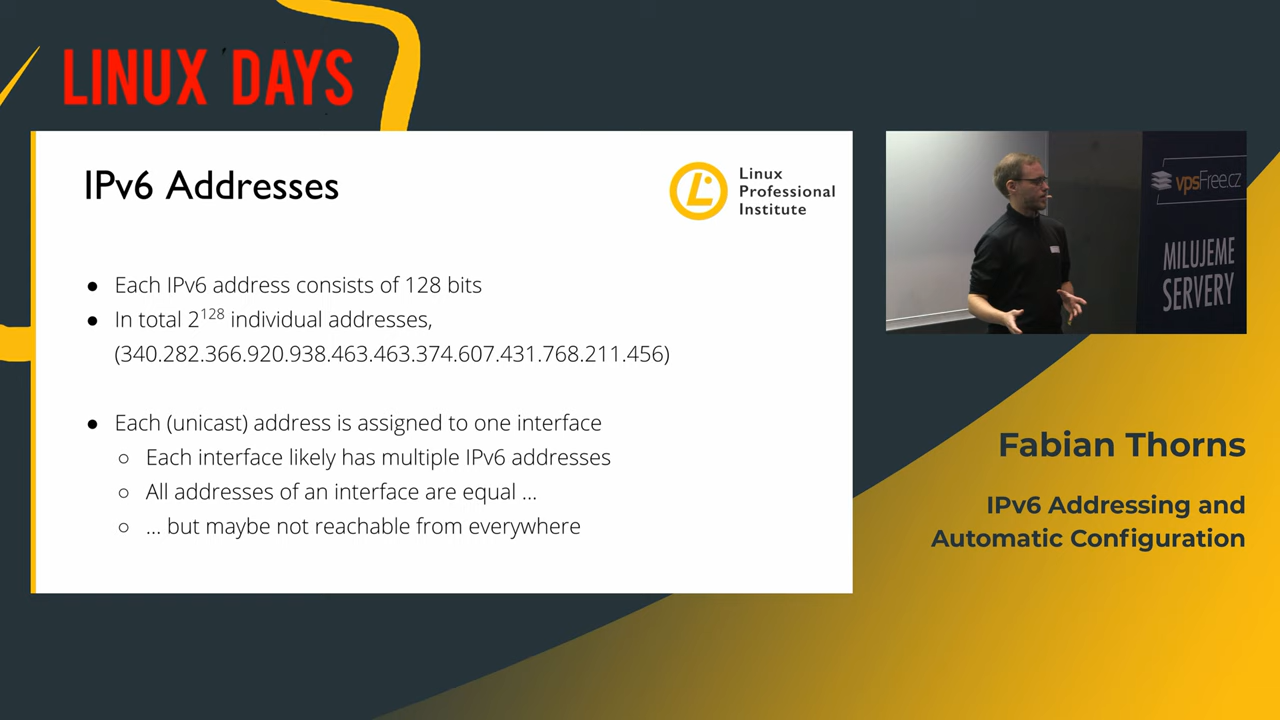 LINUX DAYS
IPv6 Addresses
Linux
Professional
Institute
● Each IPv6 address consists of 128 bits
● In total 2¹²⁸ individual addresses,
(340.282.366.920.938.463.463.374.607.431.768.211.456)
● Each (unicast) address is assigned to one interface
○ Each interface likely has multiple IPv6 addresses
○ All addresses of an interface are equal ...
○ ... but maybe not reachable from everywhere
vpsFree.cz
MILUJEME
SERVERY
Fabian Thorns
IPv6 Addressing and
Automatic Configuration